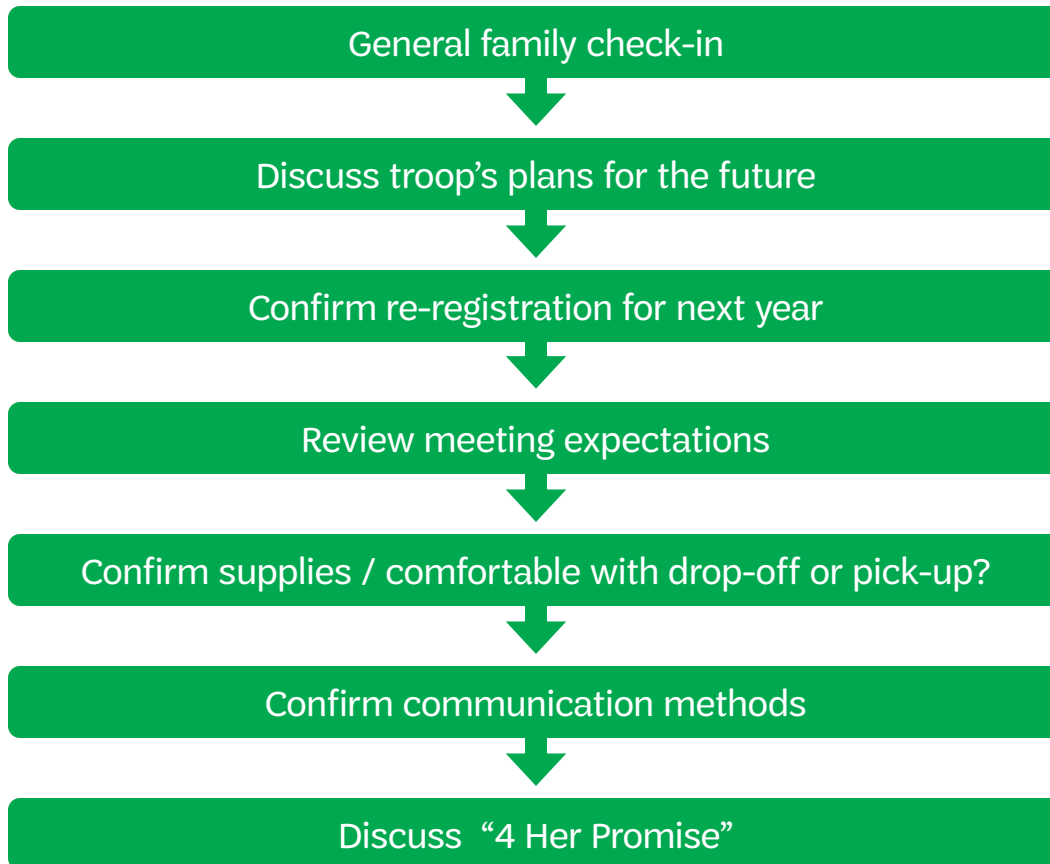 General family check-in
Discuss troop’s plans for the future
Confirm re-registration for next year
Review meeting expectations
Confirm supplies / comfortable with drop-off or pick-up?
Confirm communication methods
Discuss “4 Her Promise”